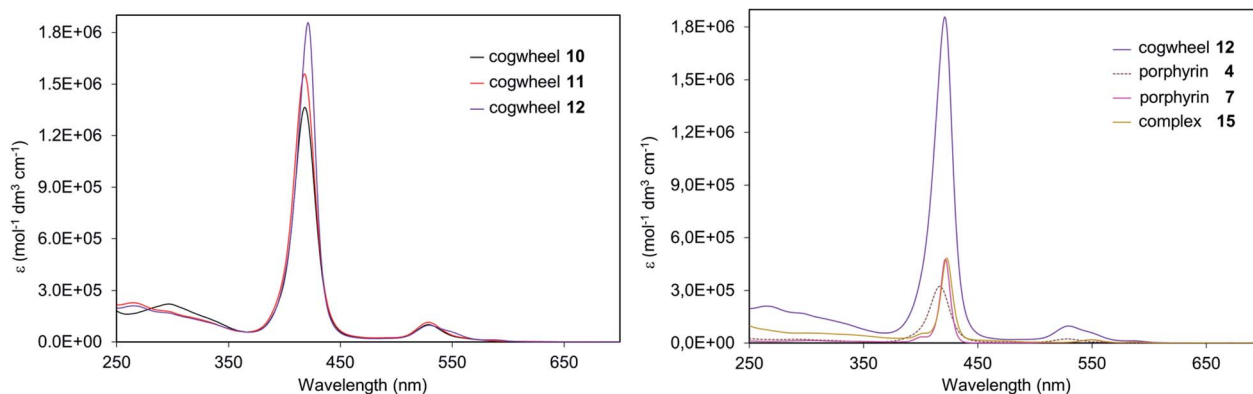 1.8E+06
1.5E+06
1.2E+06
9.0E+05
6.0E+05
3.0E+05
0.0E+00
ε (mol-1 dm3 cm-1)
cogwheel 10
cogwheel 11
cogwheel 12
250
350
450
550
650
Wavelength (nm)
1.8E+06
1.5E+06
1.2E+06
9,0E+05
6,0E+05
3,0E+05
0,0E+00
ε (mol-1 dm3 cm-1)
cogwheel 12
porphyrin 4
porphyrin 7
complex 15
250
350
450
550
650
Wavelength (nm)